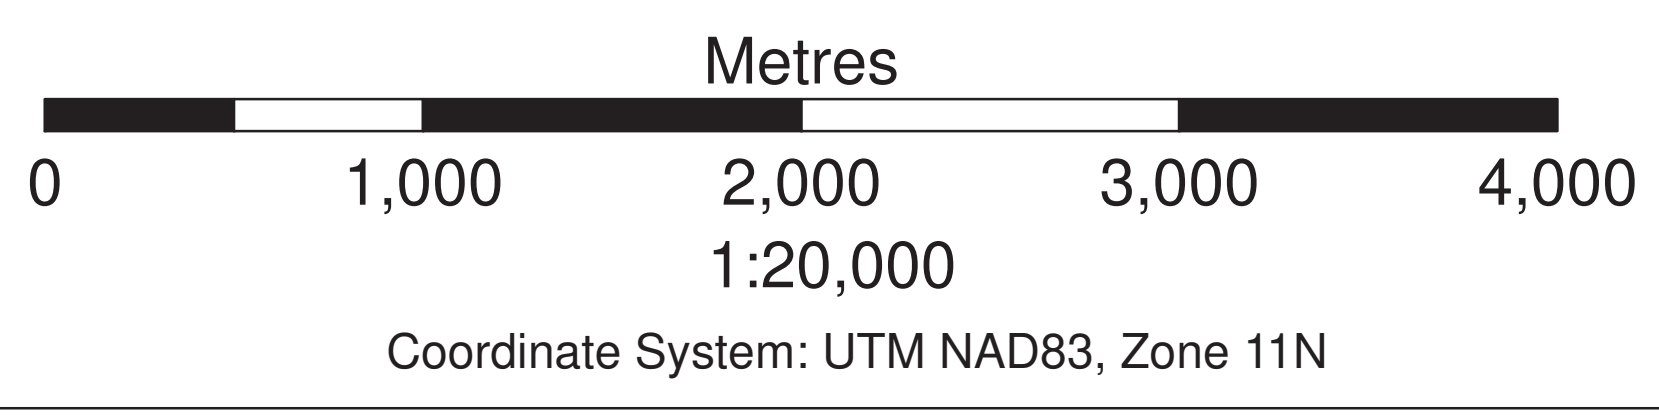 Metres
0 1,000 2,000 3,000 4,000
1:20,000
Coordinate System: UTM NAD83, Zone 11N